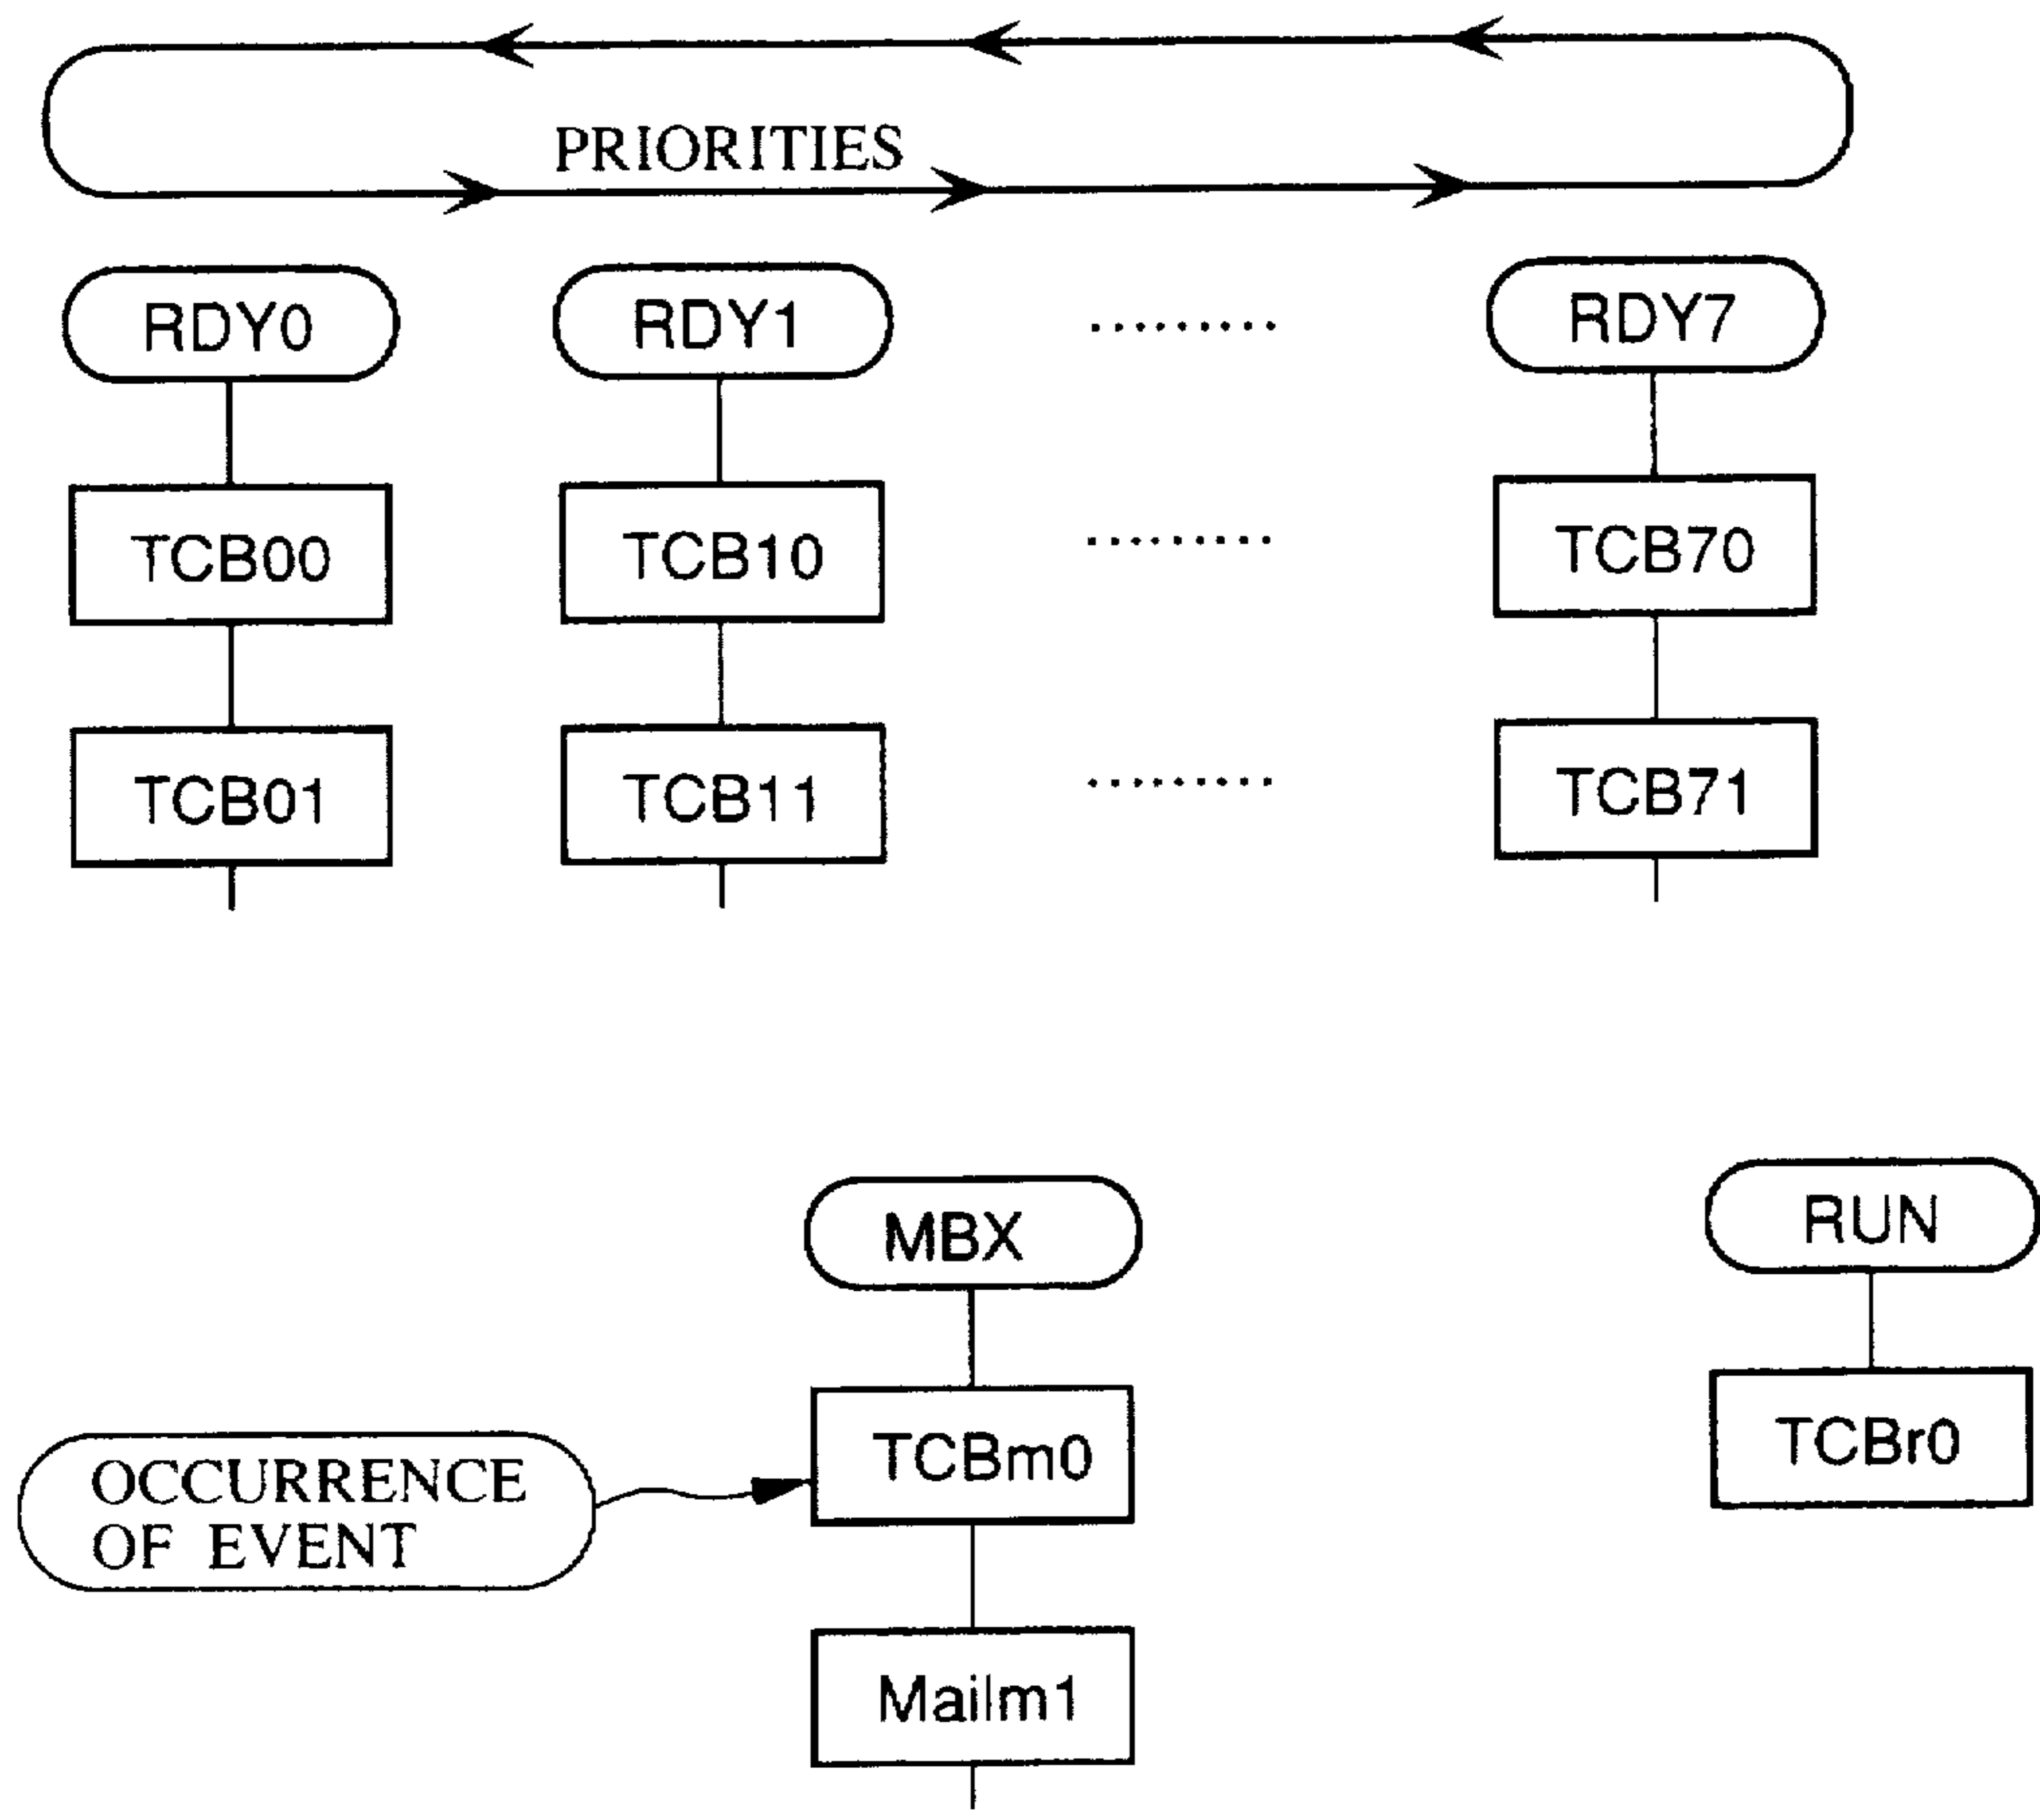 PRIORITIES
RDY0 RDY1 ......... RDY7
TCB00 TCB10 ......... TCB70
TCB01 TCB11 ......... TCB71
MBX RUN
TCBm0 TCBr0
OCCURRENCE
OF EVENT
Mailm1